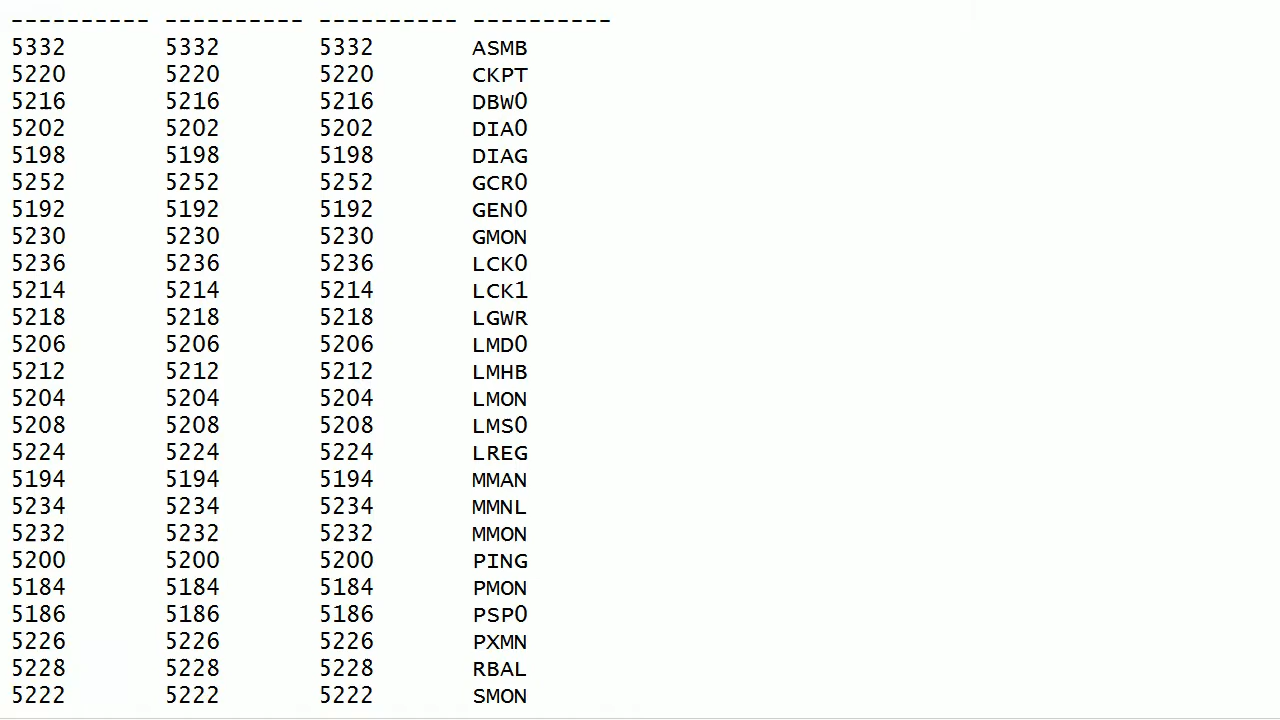 ---------- ---------- ---------- ----------
5332       5332       5332       ASMB
5220       5220       5220       CKPT
5216       5216       5216       DBW0
5202       5202       5202       DIA0
5198       5198       5198       DIAG
5252       5252       5252       GCR0
5192       5192       5192       GEN0
5230       5230       5230       GMON
5236       5236       5236       LCK0
5214       5214       5214       LCK1
5218       5218       5218       LGWR
5206       5206       5206       LMD0
5212       5212       5212       LMHB
5204       5204       5204       LMON
5208       5208       5208       LMS0
5224       5224       5224       LREG
5194       5194       5194       MMAN
5234       5234       5234       MMNL
5232       5232       5232       MMON
5200       5200       5200       PING
5184       5184       5184       PMON
5186       5186       5186       PSP0
5226       5226       5226       PXMN
5228       5228       5228       RBAL
5222       5222       5222       SMON